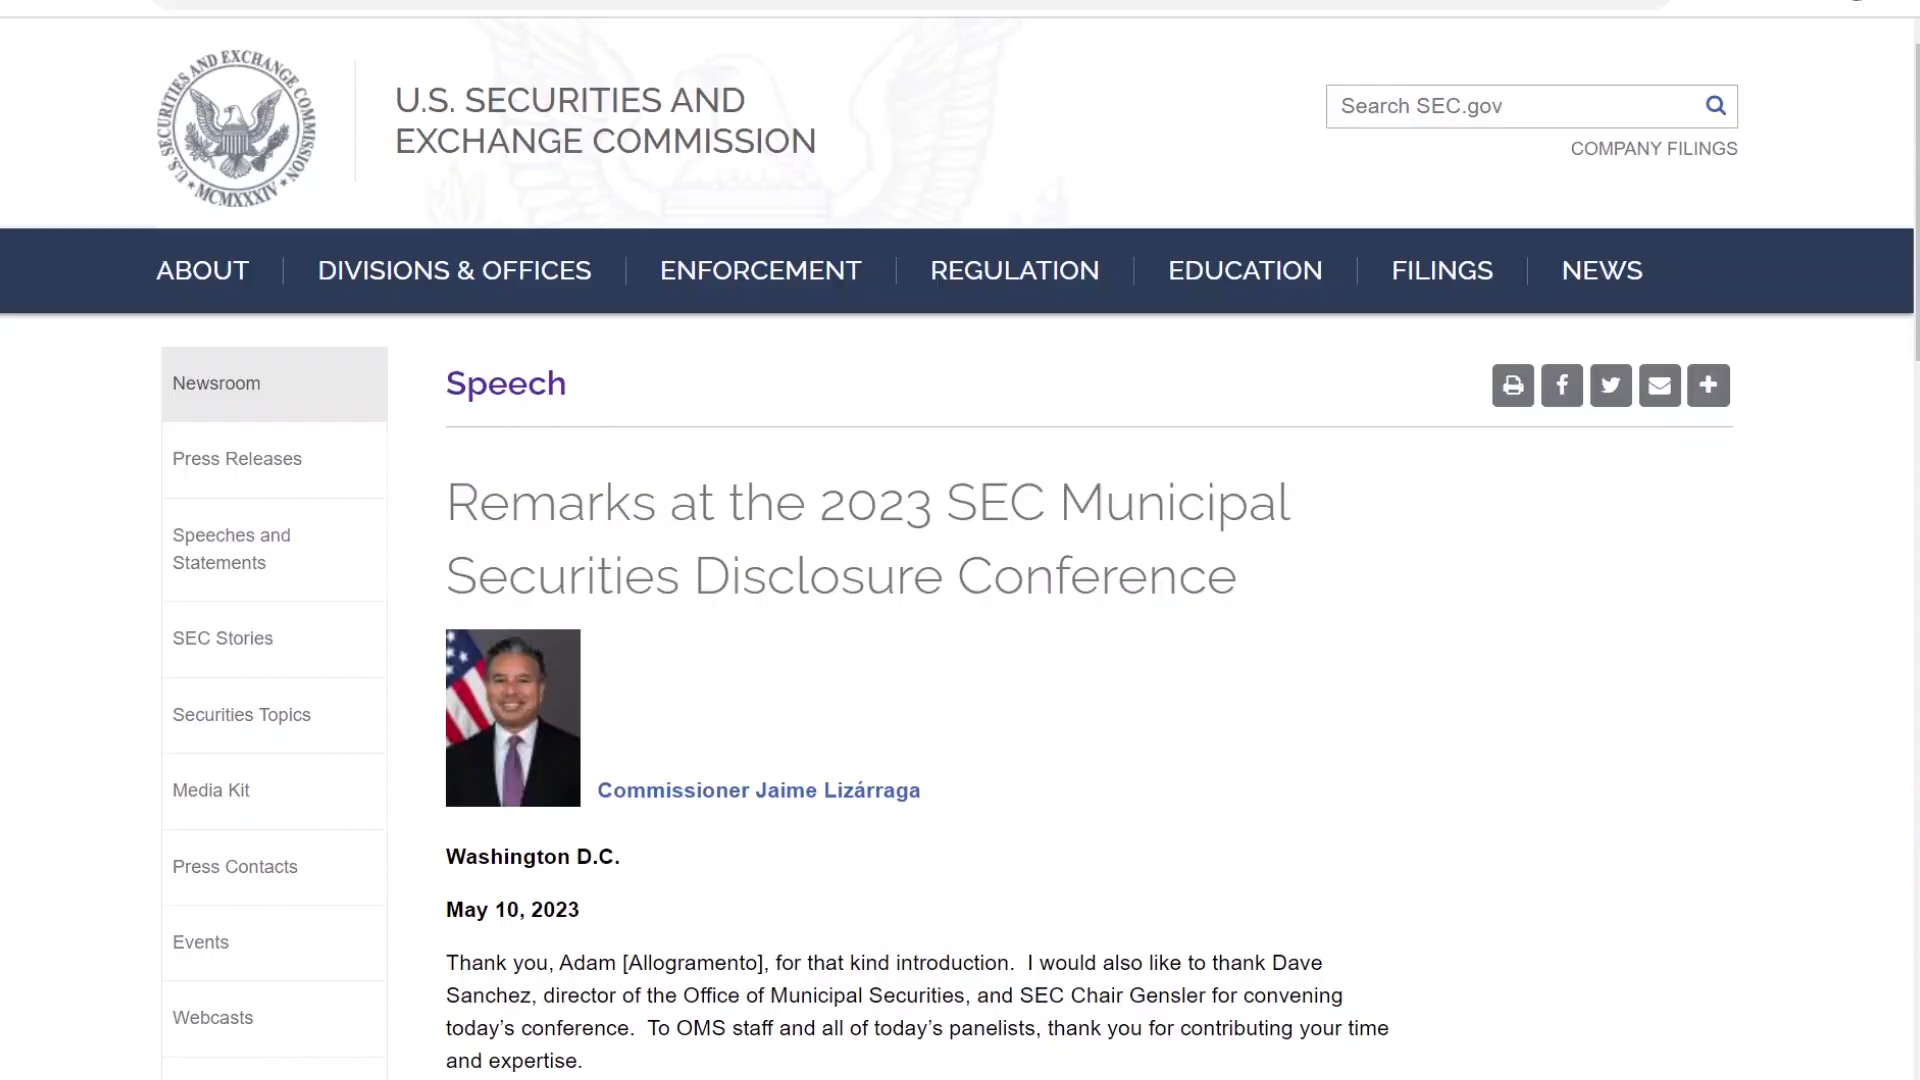 U.S. SECURITIES AND EXCHANGE COMMISSION
MCMXXXIV
U.S. SECURITIES AND
EXCHANGE COMMISSION
Search SEC.gov
COMPANY FILINGS
ABOUT
DIVISIONS & OFFICES
ENFORCEMENT
REGULATION
EDUCATION
FILINGS
NEWS
Newsroom
Press Releases
Speeches and
Statements
SEC Stories
Securities Topics
Media Kit
Press Contacts
Events
Webcasts
Speech
Remarks at the 2023 SEC Municipal
Securities Disclosure Conference
Commissioner Jaime Lizárraga
Washington D.C.
May 10, 2023
Thank you, Adam [Allogramento], for that kind introduction.  I would also like to thank Dave
Sanchez, director of the Office of Municipal Securities, and SEC Chair Gensler for convening
today’s conference.  To OMS staff and all of today’s panelists, thank you for contributing your time
and expertise.